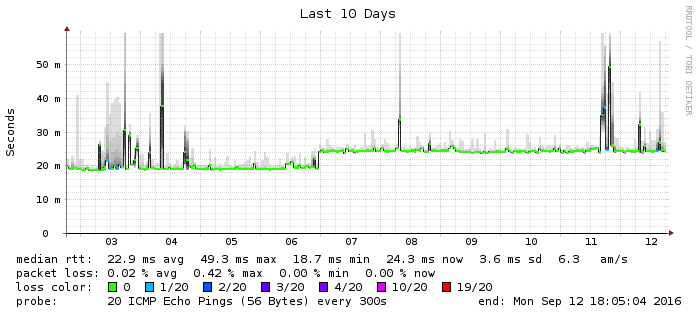 Last 10 Days
RRDTOOL / TOBI OETIKER
Seconds
50 m
40 m
30 m
20 m
10 m
0
03 04 05 06 07 08 09 10 11 12
median rtt: 22.9 ms avg 49.3 ms max 18.7 ms min 24.3 ms now 3.6 ms sd 6.3 am/s
packet loss: 0.02 % avg 0.42 % max 0.00 % min 0.00 % now
loss color: 0 1/20 2/20 3/20 4/20 10/20 19/20
probe: 20 ICMP Echo Pings (56 Bytes) every 300s end: Mon Sep 12 18:05:04 2016